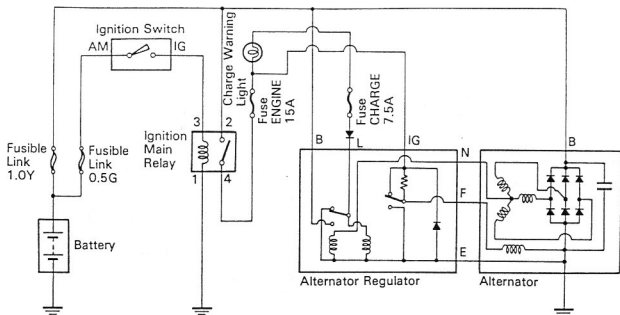 Ignition Switch
AM
IG
Charge Warning
Light
Fuse
ENGINE
15A
Fuse
CHARGE
7.5A
3
2
Ignition
Main
Relay
1
4
Fusible
Link
1.0Y
Fusible
Link
0.5G
Battery
B
L
IG
N
F
E
B
Alternator Regulator
Alternator